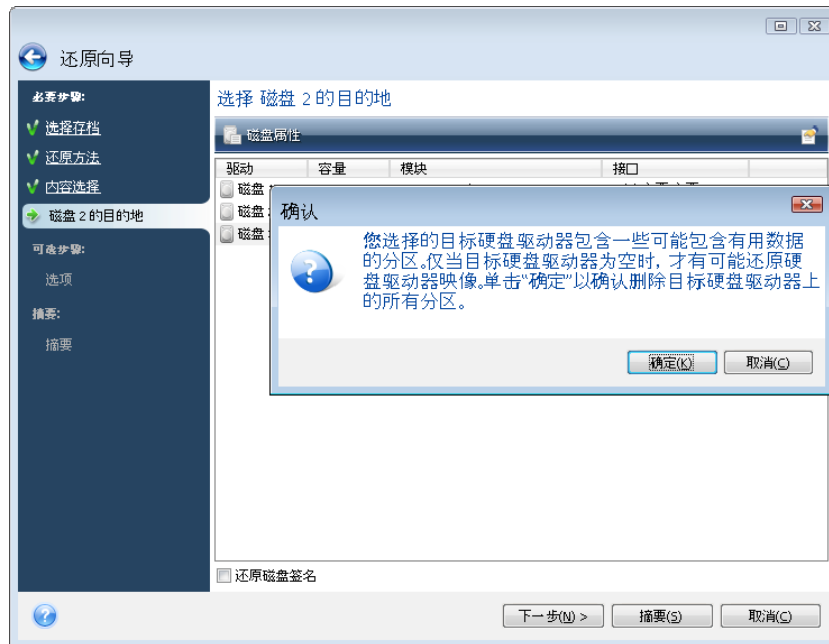 还原向导
必要步骤:
选择存档
还原方法
内容选择
磁盘 2 的目的地
可选步骤:
选项
摘要:
摘要
选择 磁盘 2 的目的地
磁盘属性
驱动 容量 模块 接口
磁盘
磁盘
磁盘
确认
您选择的目标硬盘驱动器包含一些可能包含有用数据
的分区。仅当目标硬盘驱动器为空时，才有可能还原硬
盘驱动器映像。单击“确定”以确认删除目标硬盘驱动器上
的所有分区。
确定(K) 取消(C)
还原磁盘签名
下一步(N) > 摘要(S) 取消(C)